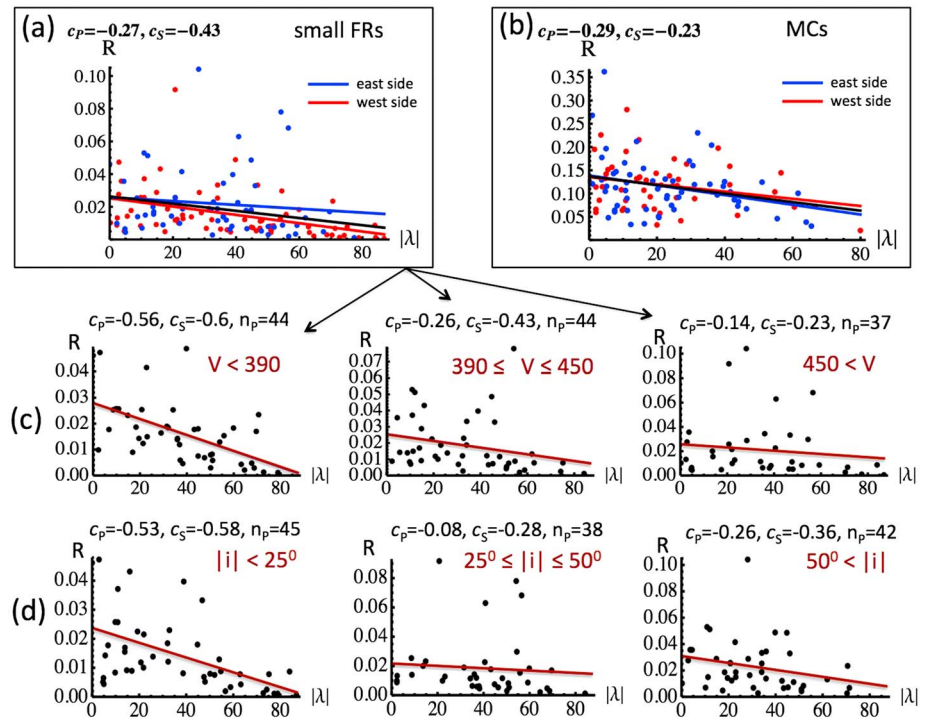 (a) c_P=−0.27, c_S=−0.43 small FRs
R
0.10
0.08
0.06
0.04
0.02
east side
west side
0 20 40 60 80 |λ|
(b) c_P=−0.29, c_S=−0.23 MCs
R
0.35
0.30
0.25
0.20
0.15
0.10
0.05
east side
west side
0 20 40 60 80 |λ|
(c)
c_P=-0.56, c_S=-0.6, n_P=44
R
V < 390
0.04
0.03
0.02
0.01
0.00
0 20 40 60 80 |λ|
c_P=-0.26, c_S=-0.43, n_P=44
R
390 ≤ V ≤ 450
0.07
0.06
0.05
0.04
0.03
0.02
0.01
0.00
0 20 40 60 80 |λ|
c_P=-0.14, c_S=-0.23, n_P=37
R
450 < V
0.10
0.08
0.06
0.04
0.02
0.00
0 20 40 60 80 |λ|
(d)
c_P=-0.53, c_S=-0.58, n_P=45
R
|i| < 25⁰
0.04
0.03
0.02
0.01
0.00
0 20 40 60 80 |λ|
c_P=-0.08, c_S=-0.28, n_P=38
R
25⁰ ≤ |i| ≤ 50⁰
0.08
0.06
0.04
0.02
0.00
0 20 40 60 80 |λ|
c_P=-0.26, c_S=-0.36, n_P=42
R
50⁰ < |i|
0.10
0.08
0.06
0.04
0.02
0.00
0 20 40 60 80 |λ|